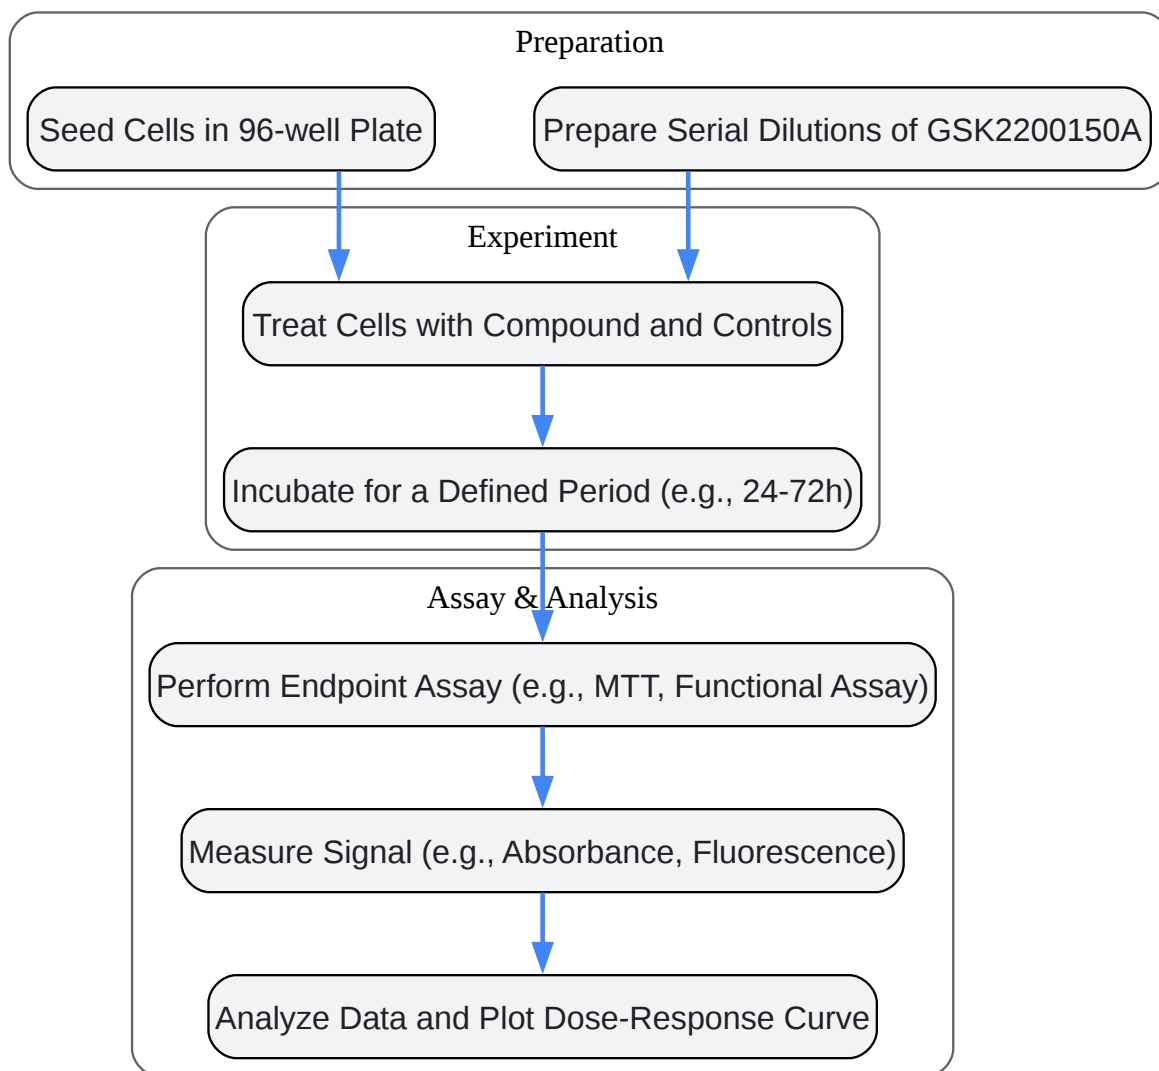 Preparation
Seed Cells in 96-well Plate
Prepare Serial Dilutions of GSK2200150A
Experiment
Treat Cells with Compound and Controls
Incubate for a Defined Period (e.g., 24-72h)
Assay & Analysis
Perform Endpoint Assay (e.g., MTT, Functional Assay)
Measure Signal (e.g., Absorbance, Fluorescence)
Analyze Data and Plot Dose-Response Curve